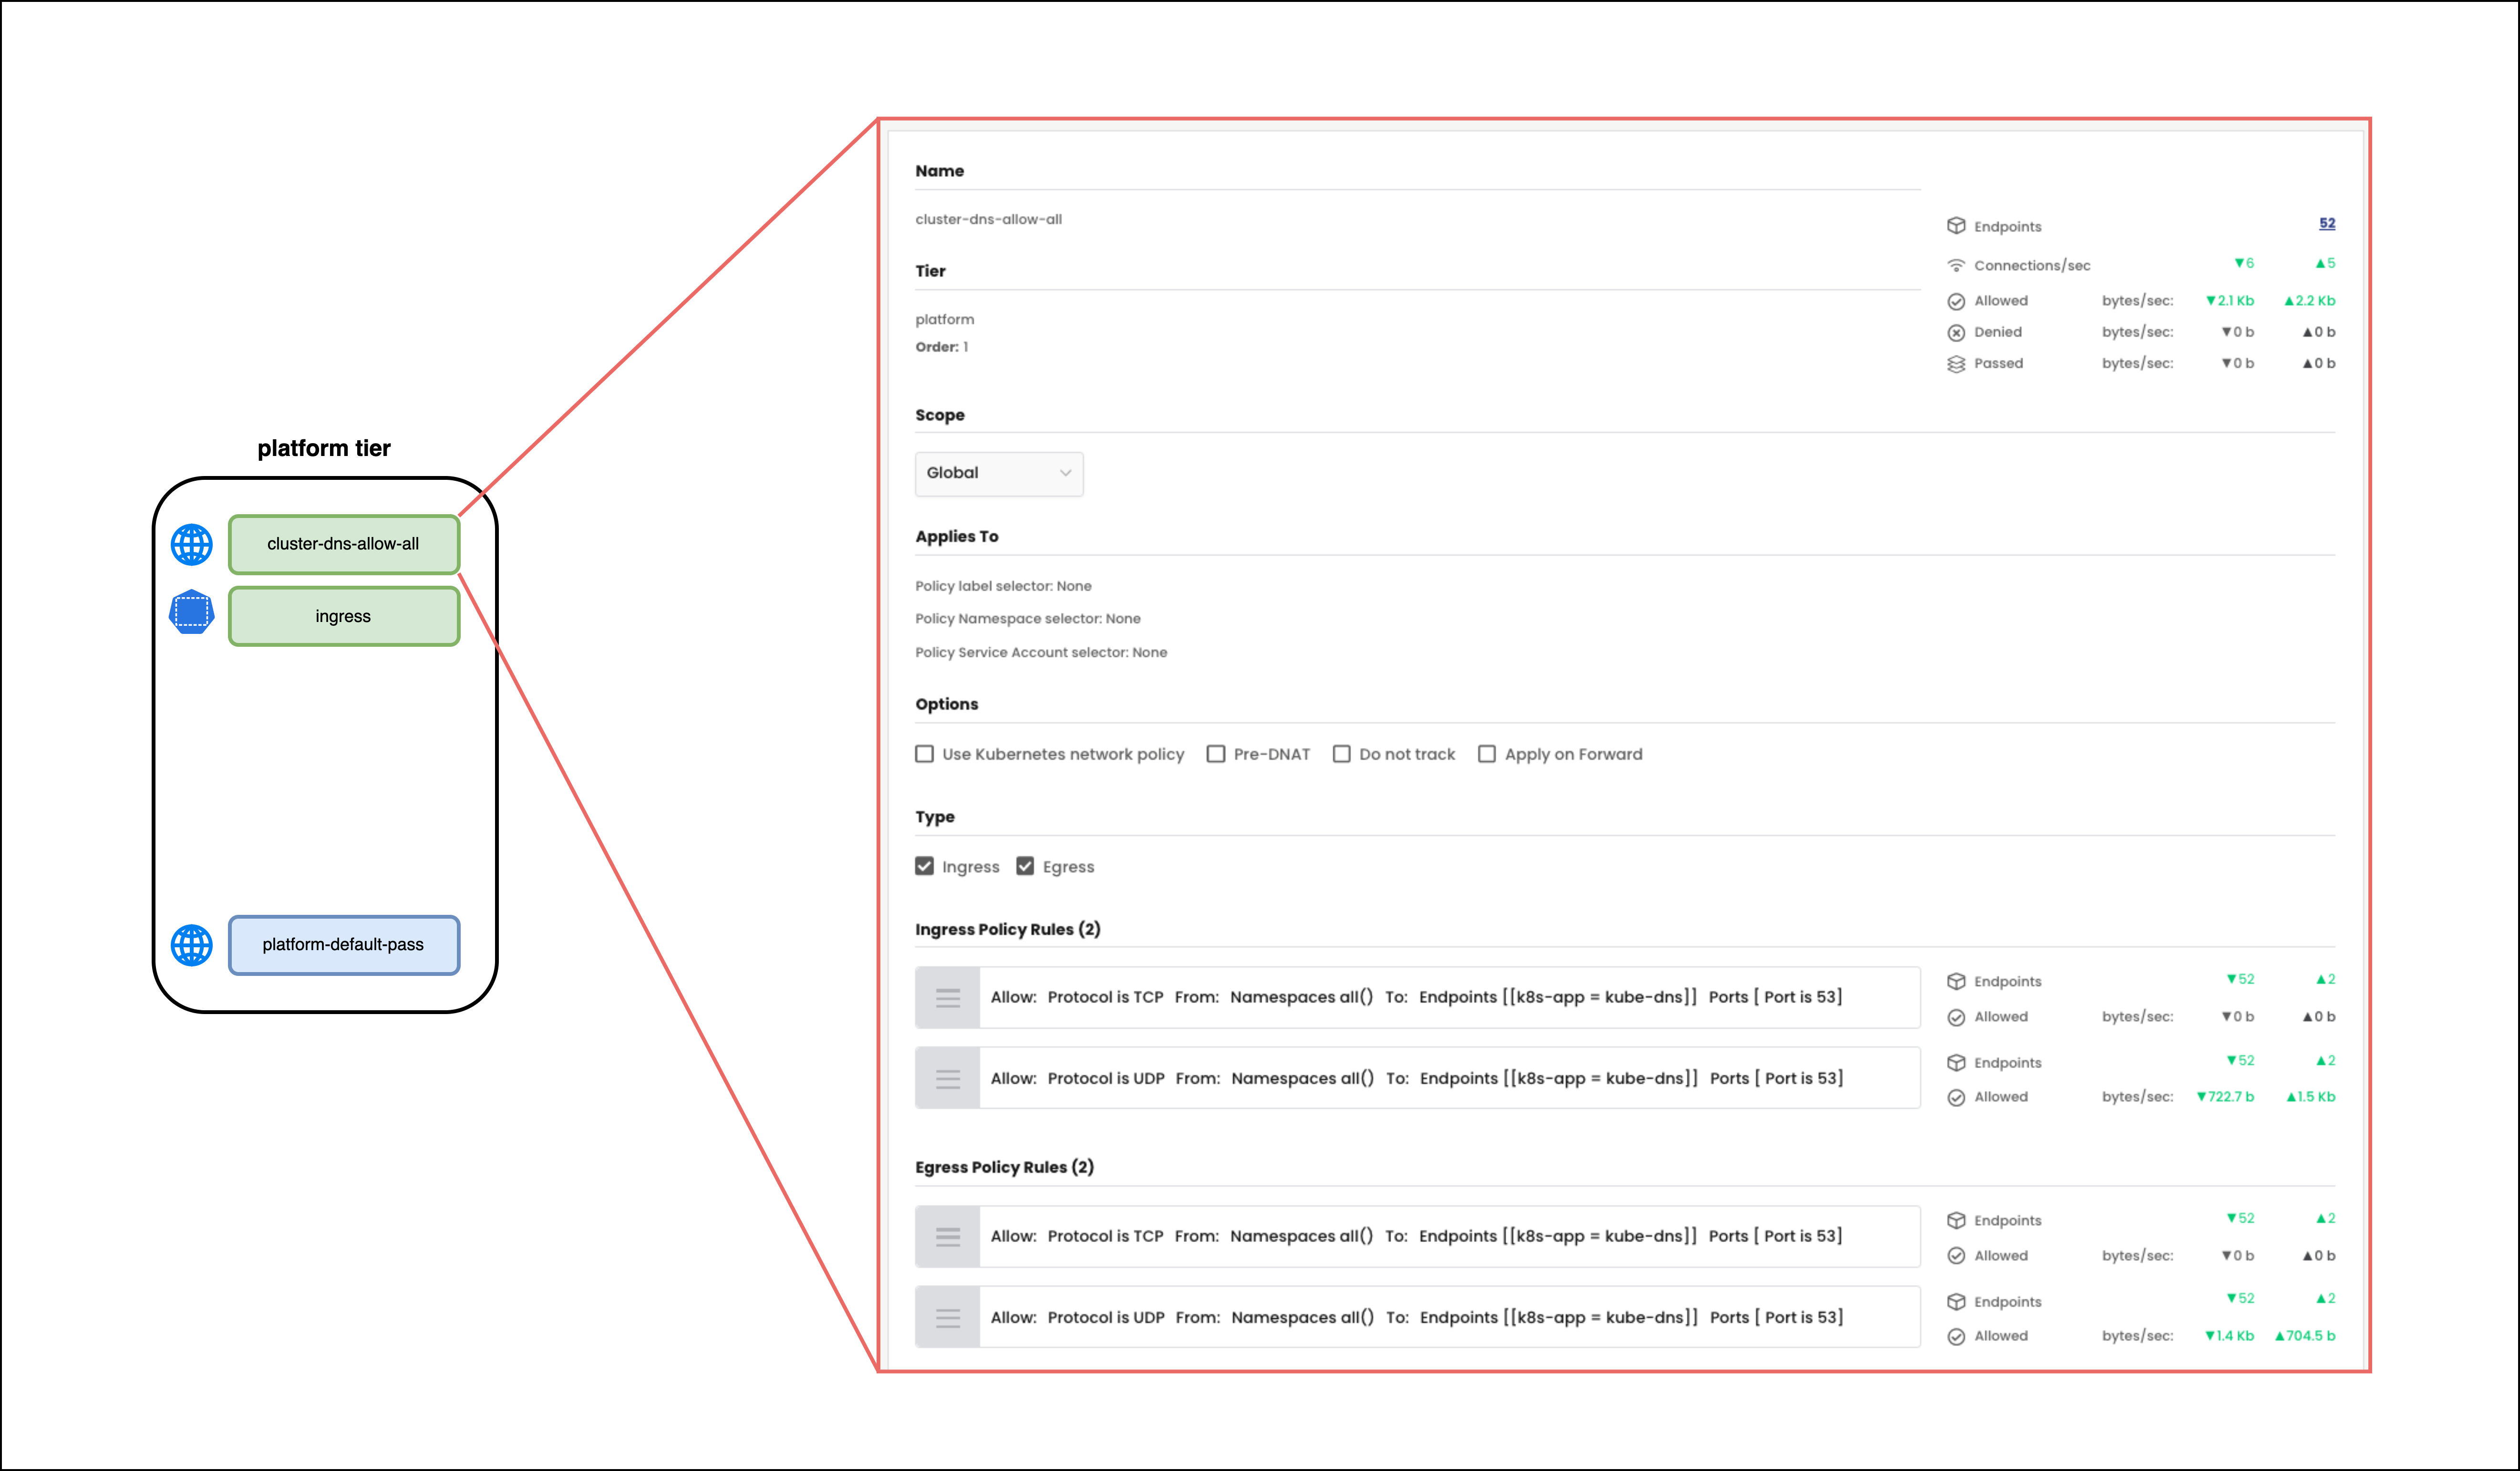 platform tier
cluster-dns-allow-all
ingress
platform-default-pass
Name
cluster-dns-allow-all
Tier
platform
Order: 1
Endpoints 52
Connections/sec ▼6 ▲5
Allowed bytes/sec: ▼2.1 Kb ▲2.2 Kb
Denied bytes/sec: ▼0 b ▲0 b
Passed bytes/sec: ▼0 b ▲0 b
Scope
Global
Applies To
Policy label selector: None
Policy Namespace selector: None
Policy Service Account selector: None
Options
Use Kubernetes network policy Pre-DNAT Do not track Apply on Forward
Type
Ingress Egress
Ingress Policy Rules (2)
Allow: Protocol is TCP From: Namespaces all() To: Endpoints [[k8s-app = kube-dns]] Ports [ Port is 53]
Endpoints ▼52 ▲2
Allowed bytes/sec: ▼0 b ▲0 b
Allow: Protocol is UDP From: Namespaces all() To: Endpoints [[k8s-app = kube-dns]] Ports [ Port is 53]
Endpoints ▼52 ▲2
Allowed bytes/sec: ▼722.7 b ▲1.5 Kb
Egress Policy Rules (2)
Allow: Protocol is TCP From: Namespaces all() To: Endpoints [[k8s-app = kube-dns]] Ports [ Port is 53]
Endpoints ▼52 ▲2
Allowed bytes/sec: ▼0 b ▲0 b
Allow: Protocol is UDP From: Namespaces all() To: Endpoints [[k8s-app = kube-dns]] Ports [ Port is 53]
Endpoints ▼52 ▲2
Allowed bytes/sec: ▼1.4 Kb ▲704.5 b